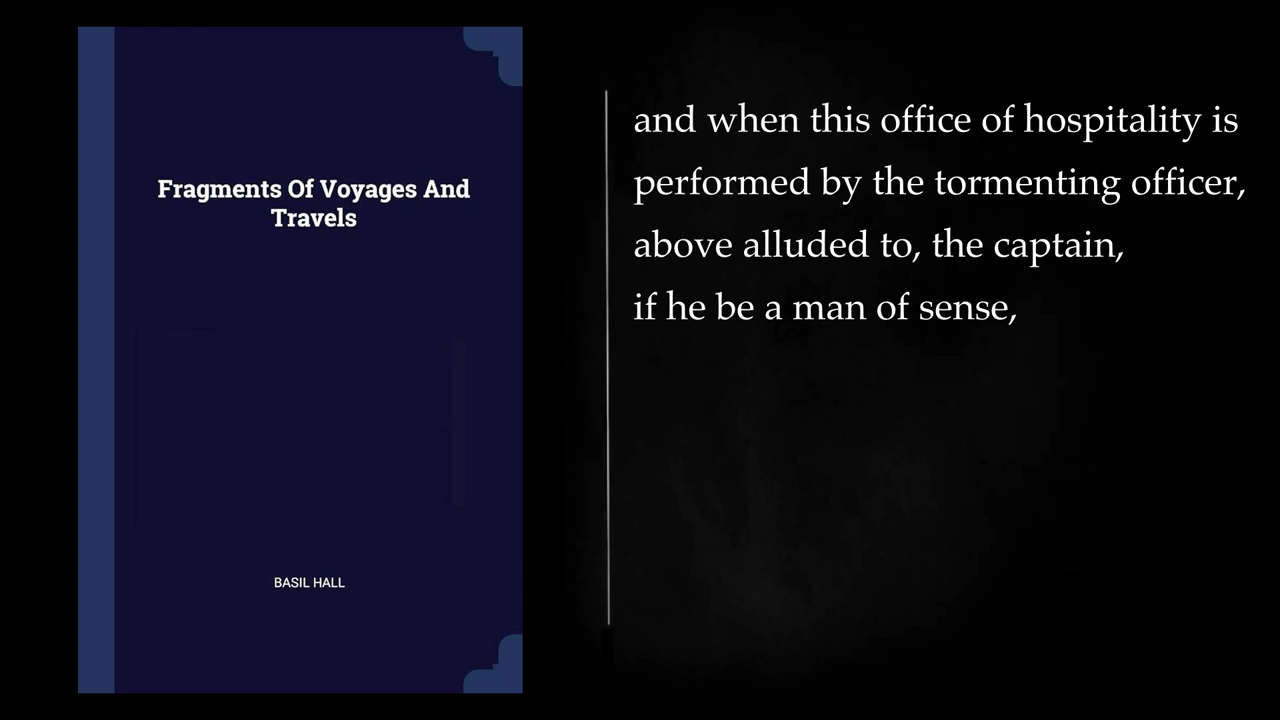 Fragments Of Voyages And
Travels
BASIL HALL
and when this office of hospitality is
performed by the tormenting officer,
above alluded to, the captain,
if he be a man of sense,